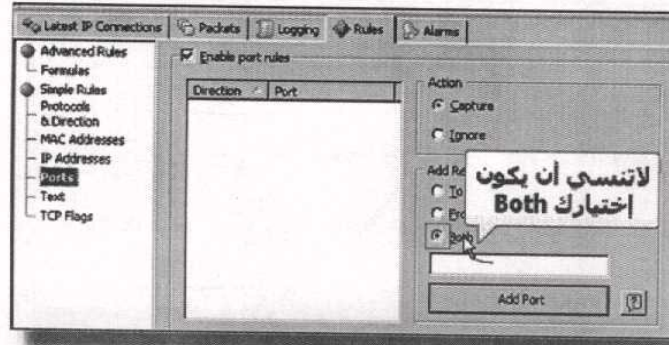 Latest IP Connections
Packets
Logging
Rules
Alarms
Advanced Rules
Formulas
Simple Rules
Protocols
& Direction
MAC Addresses
IP Addresses
Ports
Text
TCP Flags
Enable port rules
Direction
Port
Action
Capture
Ignore
Add
To
Both
لاتنسي أن يكون
إختيارك Both
Add Port